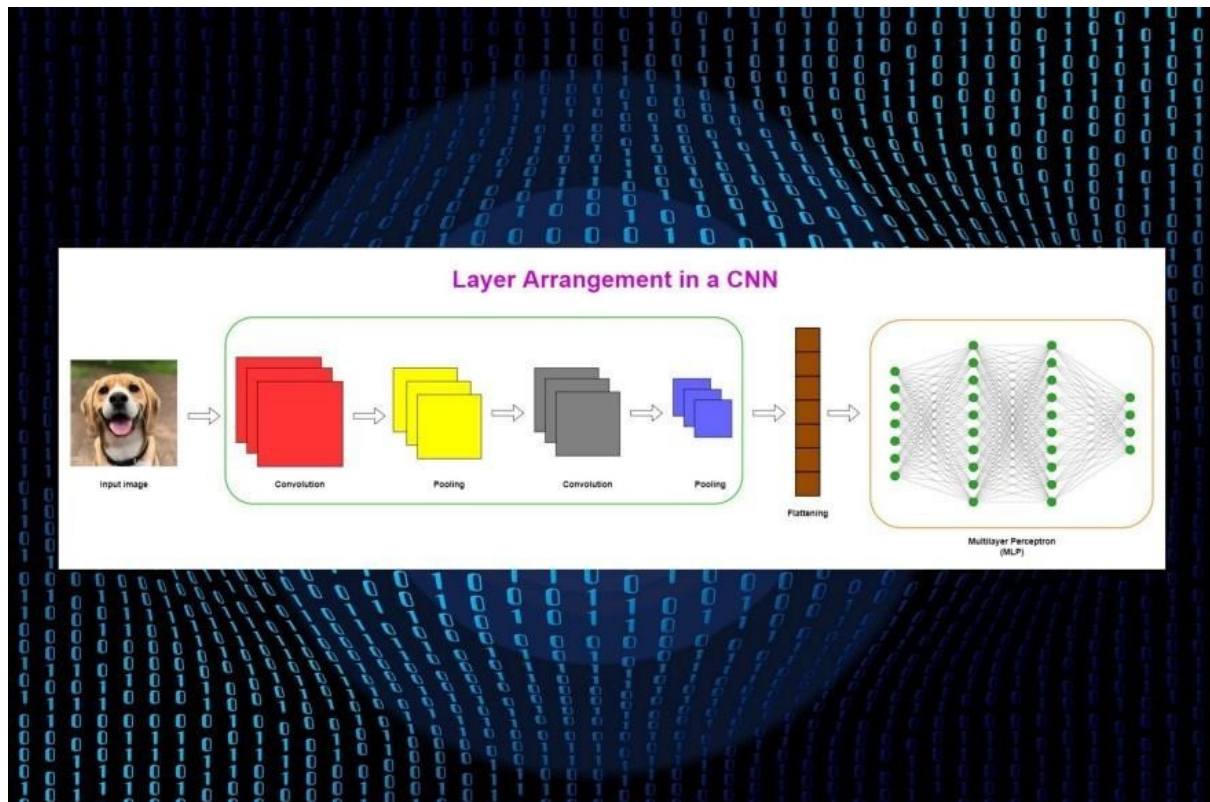 Layer Arrangement in a CNN
Input image
Convolution
Pooling
Convolution
Pooling
Flattening
Multilayer Perceptron
(MLP)